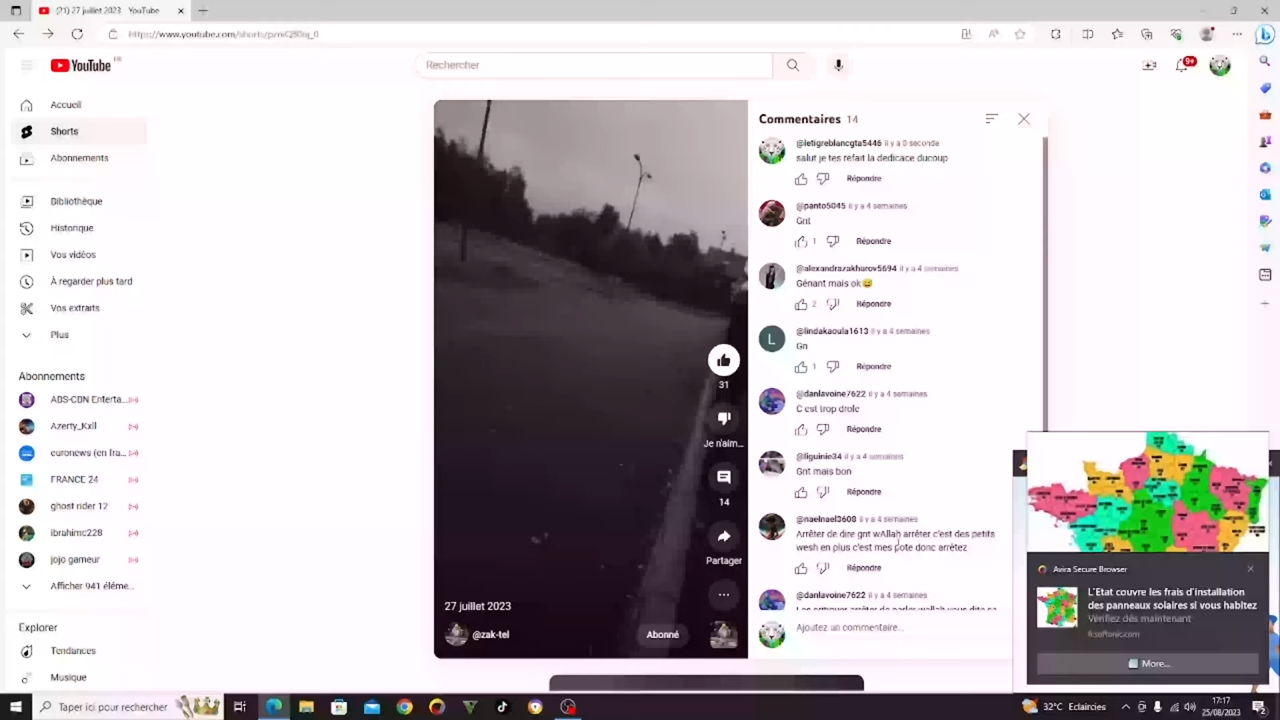 (21) 27 juillet 2023 - YouTube
YouTube FR
Rechercher
9+
Accueil
Shorts
Abonnements
Bibliothèque
Historique
Vos vidéos
À regarder plus tard
Vos extraits
Plus
Abonnements
ABS-CBN Enterta...
Azerty_Kxll
euronews (en fra...
FRANCE 24
ghost rider 12
ibrahimc228
jojo gameur
Afficher 941 éléme...
Explorer
Tendances
Musique
31
Je n'aim...
14
Partager
27 juillet 2023
@zak-tel
Abonné
Commentaires 14
@letigreblancgta5446 il y a 0 seconde
salut je tes refait la dedicace ducoup
Répondre
@panto5045 il y a 4 semaines
Gnt
1 Répondre
@alexandrazakharov5694 il y a 4 semaines
Gênant mais ok😅
2 Répondre
L
@lindakaoula1613 il y a 4 semaines
Gn
1 Répondre
@danlavoine7622 il y a 4 semaines
C est trop drole
Répondre
@liguinie34 il y a 4 semaines
Gnt mais bon
Répondre
@naelnael3608 il y a 4 semaines
Arrêter de dire gnt wAllah arrêter c'est des petits
wesh en plus c'est mes pote donc arrêtez
Répondre
@danlavoine7622 il y a 4 semaines
Ajoutez un commentaire...
Avira Secure Browser
L'Etat couvre les frais d'installation
des panneaux solaires si vous habitez
Vérifiez dès maintenant
fr.softonic.com
More...
Taper ici pour rechercher
32°C Eclaircies
17:17
25/08/2023
2